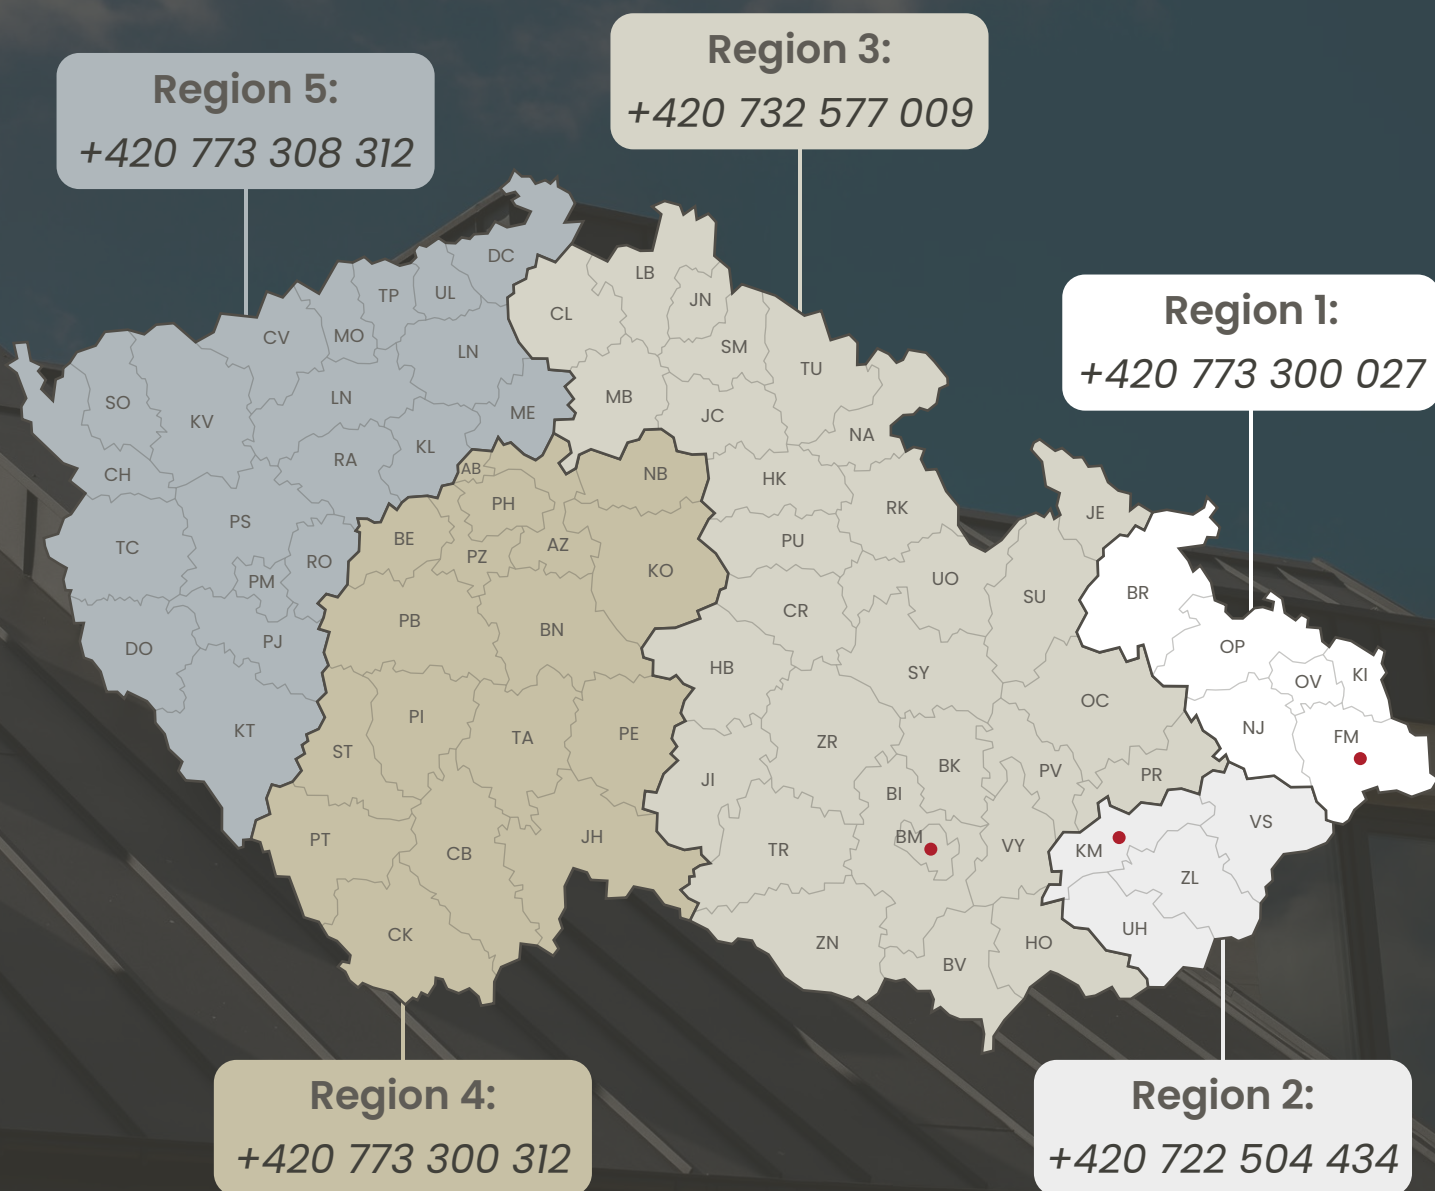 Region 3:
+420 732 577 009
Region 5:
+420 773 308 312
Region 1:
+420 773 300 027
DC
LB
TP
UL
JN
CL
CV
MO
SM
LN
TU
SO
LN
MB
KV
ME
JC
NA
KL
RA
AB
CH
NB
HK
PH
RK
JE
PS
BE
AZ
PU
TC
PZ
RO
KO
PM
UO
BR
SU
CR
PB
BN
PJ
DO
OP
HB
SY
KI
OV
OC
PI
KT
NJ
TA
PE
FM
ZR
ST
BK
PV
PR
JI
BI
VS
PT
JH
BM
VY
CB
TR
KM
ZL
UH
CK
ZN
HO
BV
Region 4:
+420 773 300 312
Region 2:
+420 722 504 434